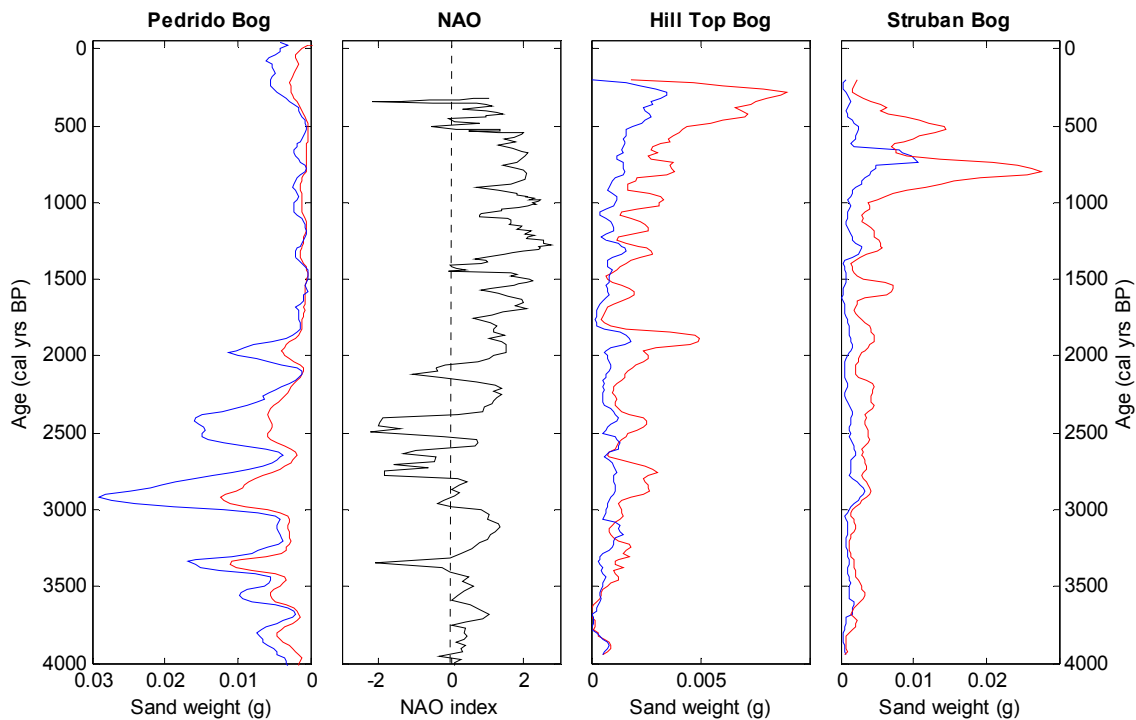 Pedrido Bog NAO Hill Top Bog Struban Bog
0 0
500 500
1000 1000
1500 1500
2000 2000
2500 2500
3000 3000
3500 3500
4000 4000
Age (cal yrs BP) Age (cal yrs BP)
0.03 0.02 0.01 0 -2 0 2 0 0.005 0 0.01 0.02
Sand weight (g) NAO index Sand weight (g) Sand weight (g)